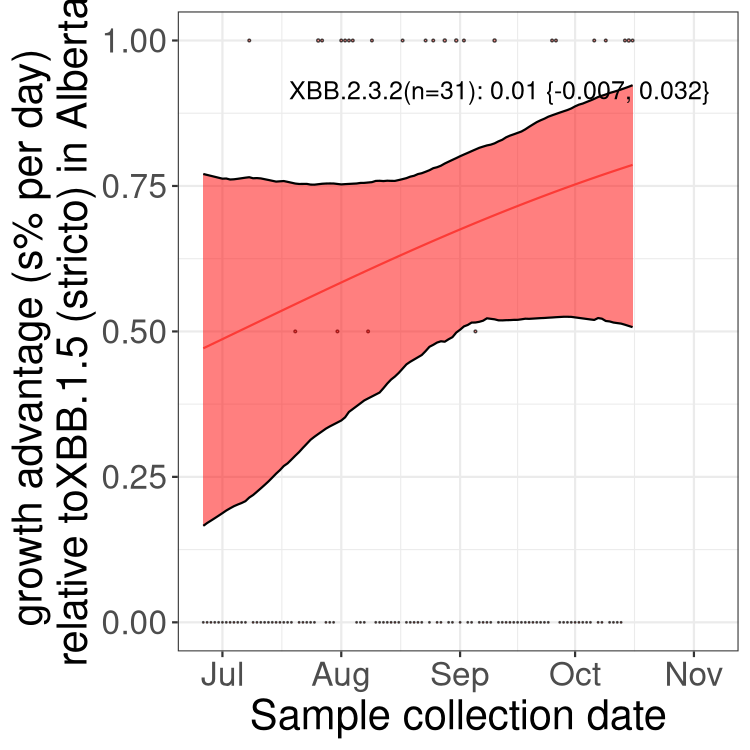 growth advantage (s% per day)
relative toXBB.1.5 (stricto) in Alberta
1.00
0.75
0.50
0.25
0.00
XBB.2.3.2(n=31): 0.01 {-0.007, 0.032}
Jul Aug Sep Oct Nov
Sample collection date